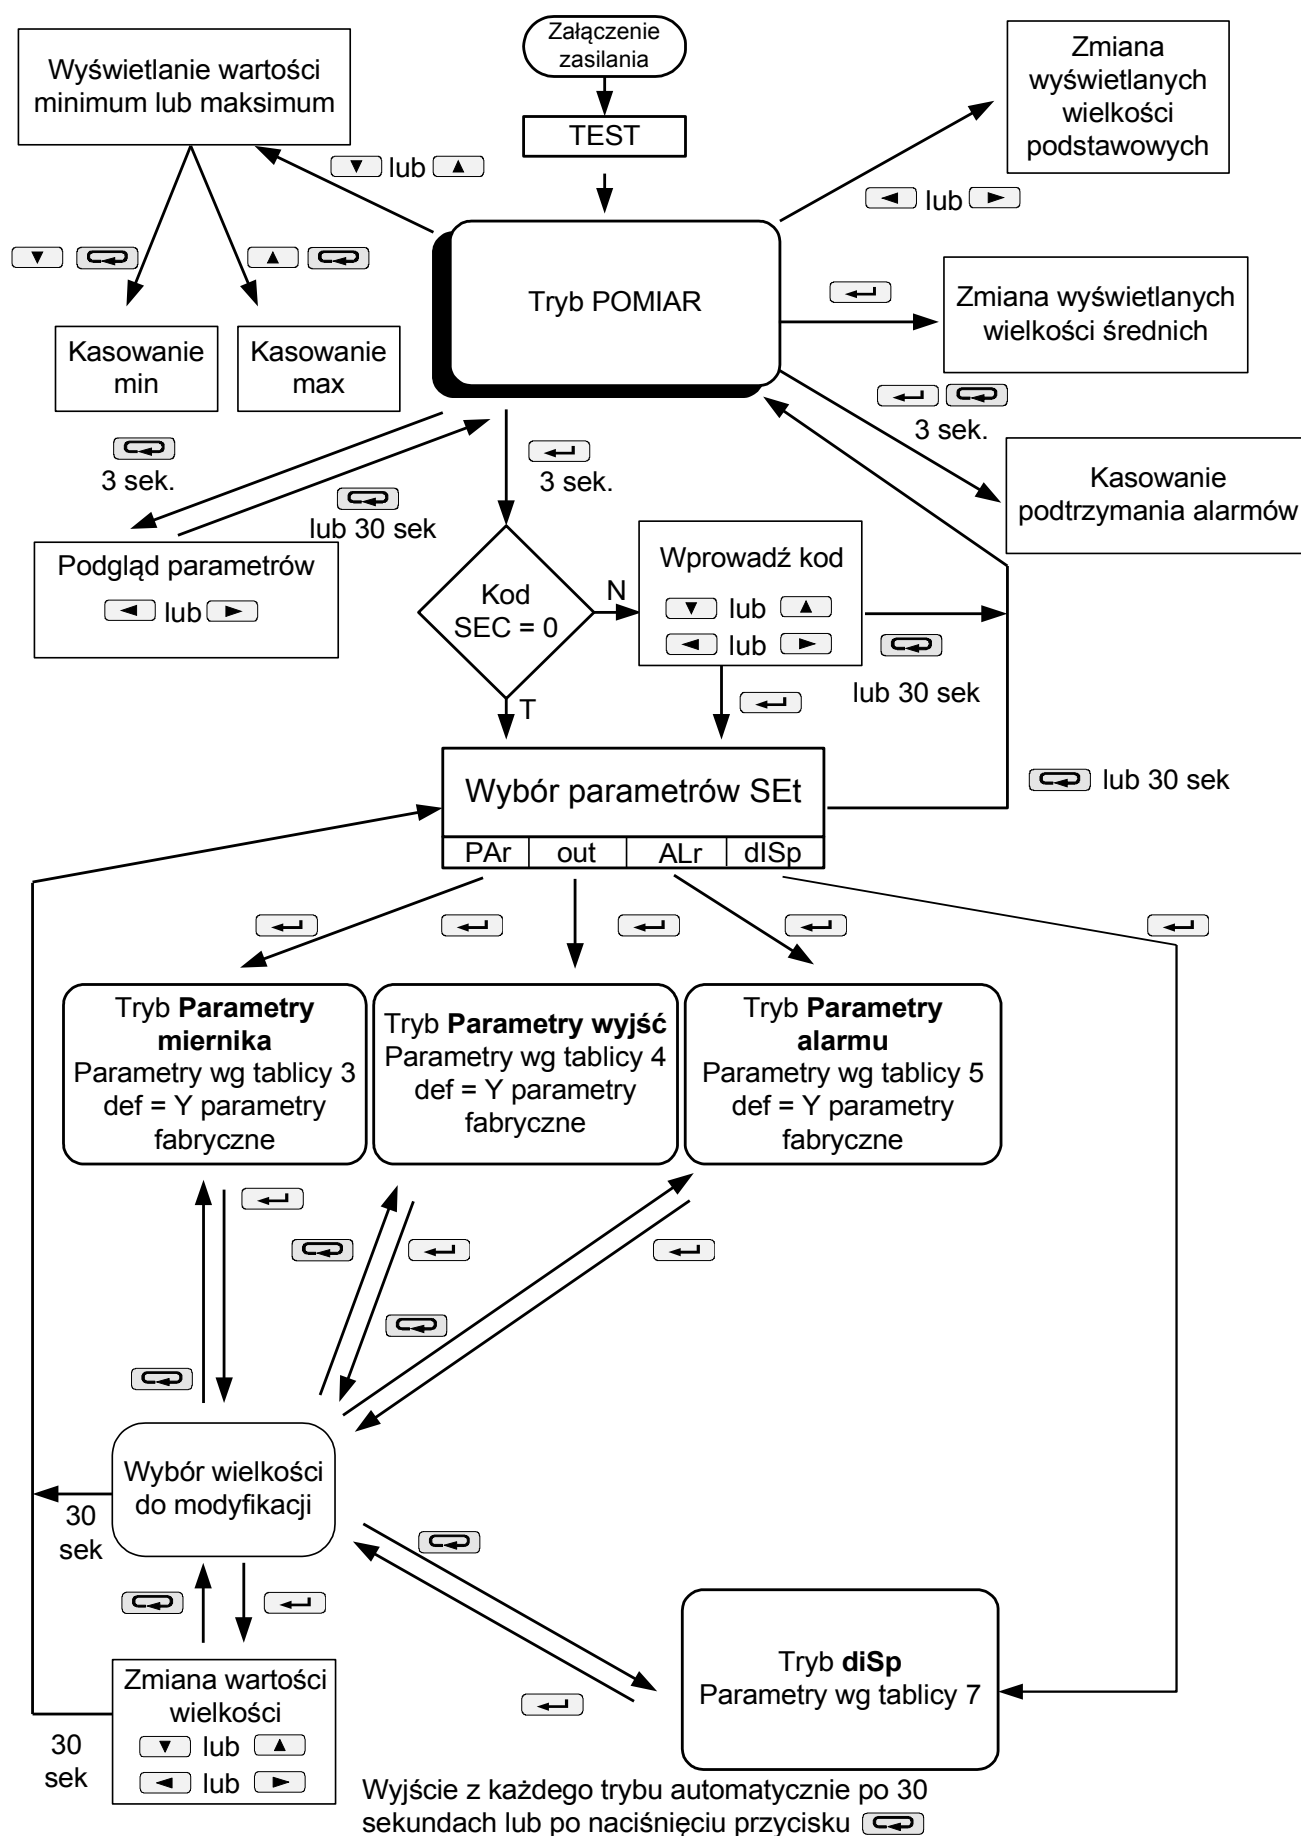 Załączenie
zasilania
TEST
Wyświetlanie wartości
minimum lub maksimum
Zmiana
wyświetlanych
wielkości
podstawowych
lub
lub
Tryb POMIAR
Zmiana wyświetlanych
wielkości średnich
Kasowanie
min
Kasowanie
max
3 sek.
3 sek.
lub 30 sek
3 sek.
Kasowanie
podtrzymania alarmów
Podgląd parametrów
lub
Kod
SEC = 0
N
T
Wprowadź kod
lub
lub
lub 30 sek
Wybór parametrów SEt
PAr out ALr dISp
lub 30 sek
Tryb Parametry
miernika
Parametry wg tablicy 3
def = Y parametry
fabryczne
Tryb Parametry wyjść
Parametry wg tablicy 4
def = Y parametry
fabryczne
Tryb Parametry
alarmu
Parametry wg tablicy 5
def = Y parametry
fabryczne
Wybór wielkości
do modyfikacji
30
sek
Zmiana wartości
wielkości
lub
lub
30
sek
Tryb diSp
Parametry wg tablicy 7
Wyjście z każdego trybu automatycznie po 30
sekundach lub po naciśnięciu przycisku